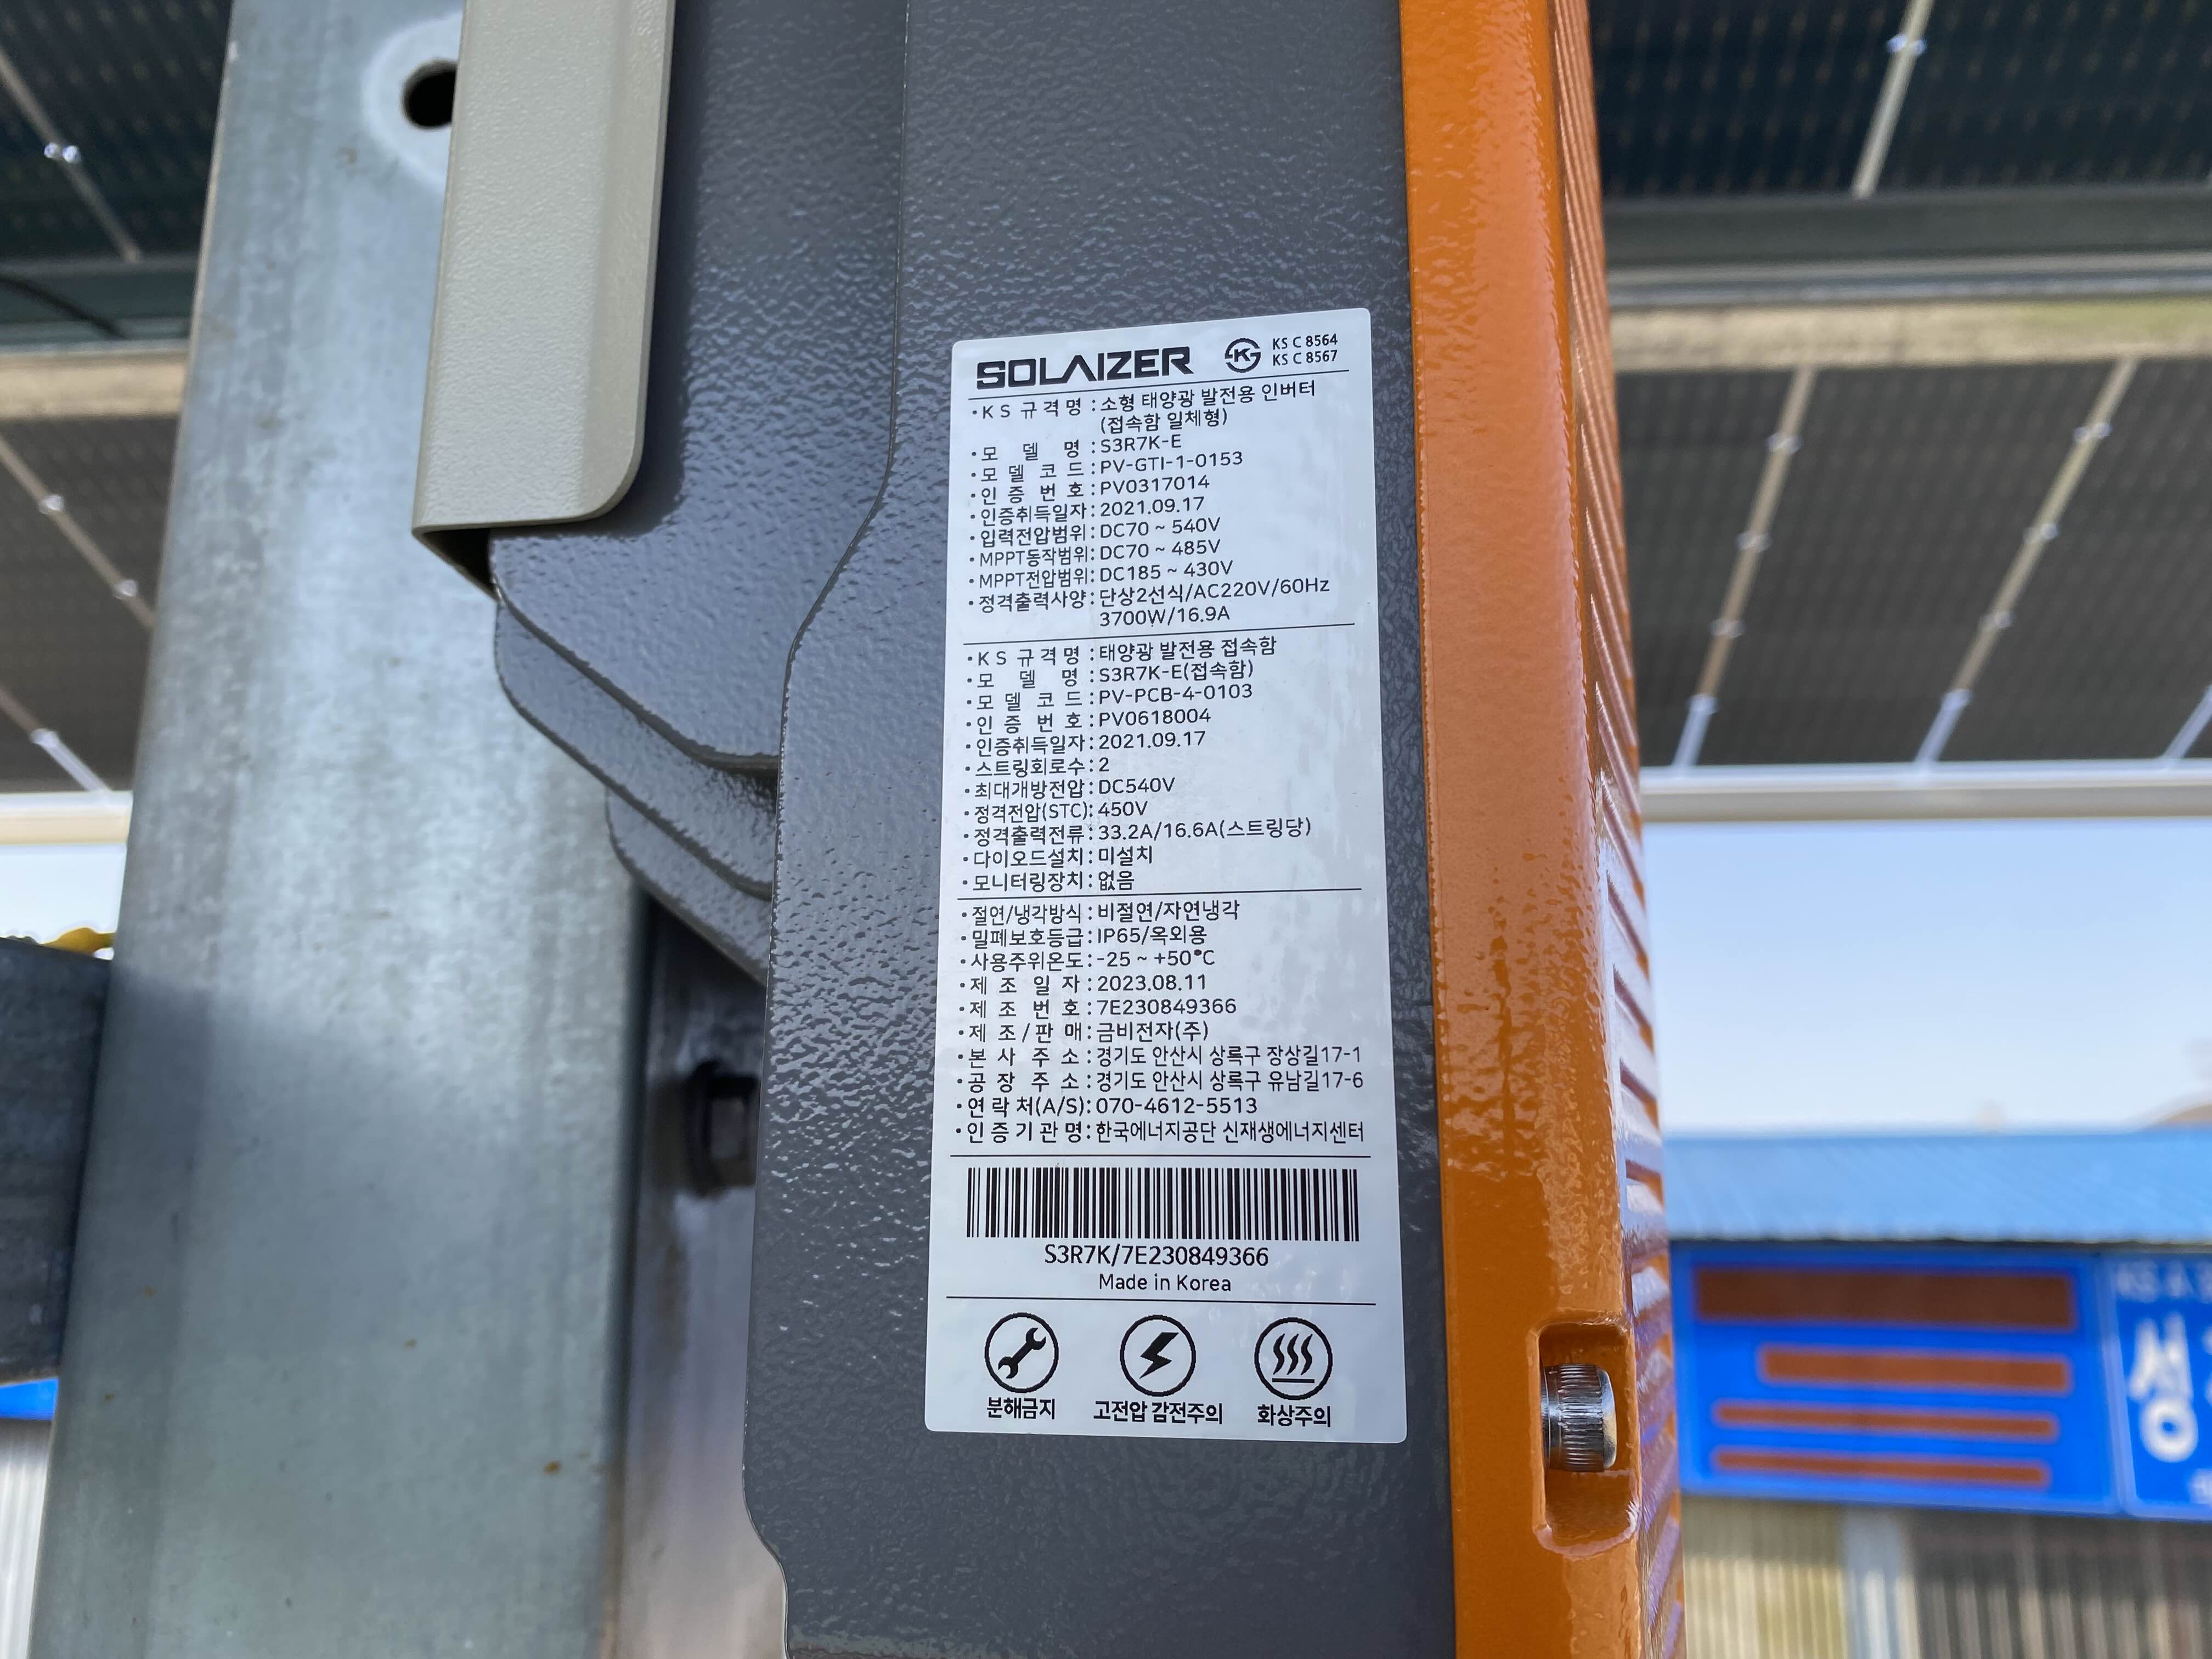 SOLAIZER
KS C 8564
KS C 8567
·KS 규격명 : 소형 태양광 발전용 인버터
(접속함 일체형)
·모델명 : S3R7K-E
·모델코드 : PV-GTI-1-0153
·인증번호 : PV0317014
·인증취득일자 : 2021.09.17
·입력전압범위 : DC70 ~ 540V
·MPPT동작범위 : DC70 ~ 485V
·MPPT전압범위 : DC185 ~ 430V
·정격출력사양 : 단상2선식/AC220V/60Hz
3700W/16.9A
·KS 규격명 : 태양광 발전용 접속함
·모델명 : S3R7K-E(접속함)
·모델코드 : PV-PCB-4-0103
·인증번호 : PV0618004
·인증취득일자 : 2021.09.17
·스트링회로수 : 2
·최대개방전압 : DC540V
·정격전압(STC) : 450V
·정격출력전류 : 33.2A/16.6A(스트링당)
·다이오드설치 : 미설치
·모니터링장치 : 없음
·절연/냉각방식 : 비절연/자연냉각
·밀폐보호등급 : IP65/옥외용
·사용주위온도 : -25 ~ +50°C
·제조일자 : 2023.08.11
·제조번호 : 7E230849366
·제조/판매 : 금비전자(주)
·본사주소 : 경기도 안산시 상록구 장상길17-1
·공장주소 : 경기도 안산시 상록구 유남길17-6
·연락처(A/S) : 070-4612-5513
·인증기관명 : 한국에너지공단 신재생에너지센터
S3R7K/7E230849366
Made in Korea
분해금지
고전압 감전주의
화상주의
성